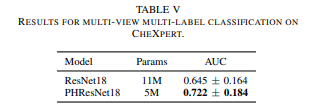 TABLE V
RESULTS FOR MULTI-VIEW MULTI-LABEL CLASSIFICATION ON
CHEXPERT.
Model Params AUC
ResNet18 11M 0.645 ± 0.164
PHResNet18 5M 0.722 ± 0.184